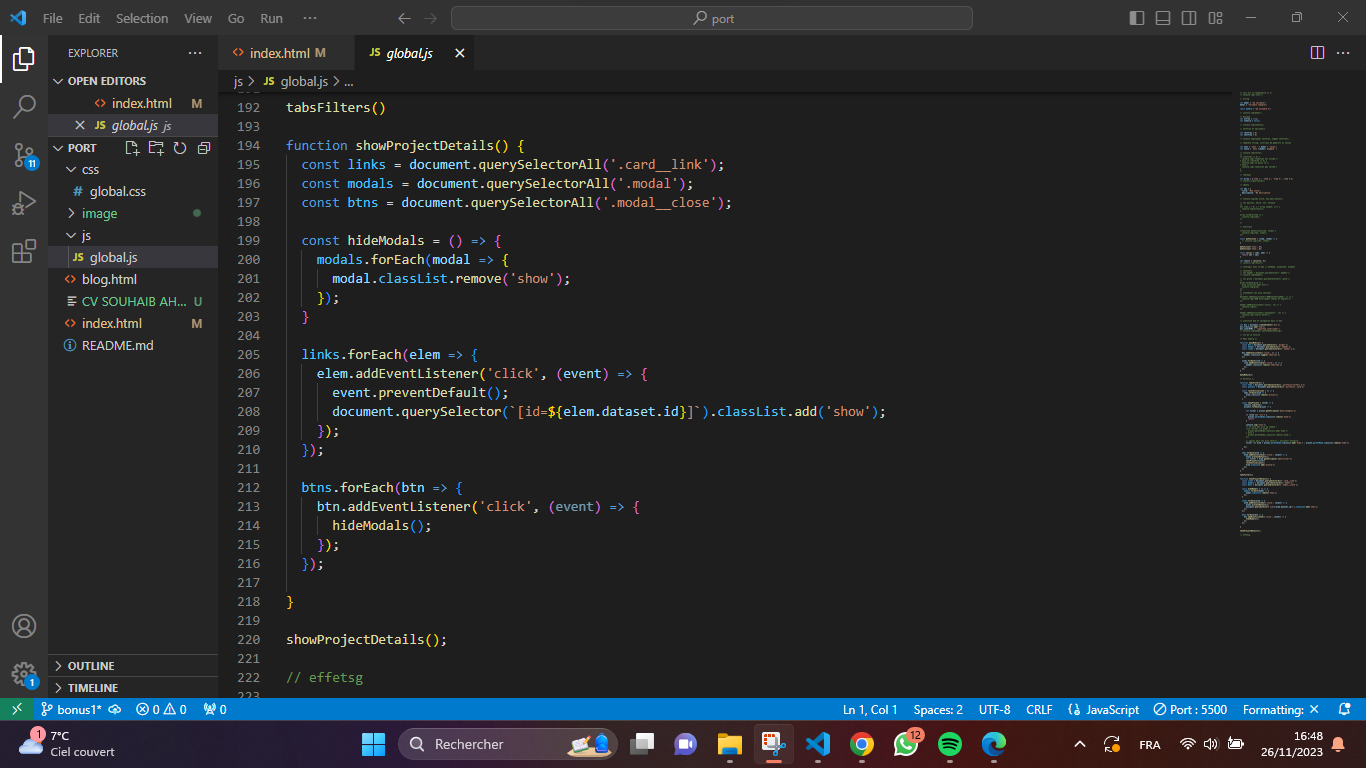 File Edit Selection View Go Run ··· port
EXPLORER ···
OPEN EDITORS
index.html M
global.js js
PORT
css
global.css
image
js
global.js
blog.html
CV SOUHAIB AH... U
index.html M
README.md
OUTLINE
TIMELINE
11
1
index.html M JS global.js
js > JS global.js > ...
192 tabsFilters()
193
194 function showProjectDetails() {
195 const links = document.querySelectorAll('.card__link');
196 const modals = document.querySelectorAll('.modal');
197 const btns = document.querySelectorAll('.modal__close');
198
199 const hideModals = () => {
200 modals.forEach(modal => {
201 modal.classList.remove('show');
202 });
203 }
204
205 links.forEach(elem => {
206 elem.addEventListener('click', (event) => {
207 event.preventDefault();
208 document.querySelector(`[id=${elem.dataset.id}]`).classList.add('show');
209 });
210 });
211
212 btns.forEach(btn => {
213 btn.addEventListener('click', (event) => {
214 hideModals();
215 });
216 });
217
218 }
219
220 showProjectDetails();
221
222 // effetsg
223
bonus1* 0 0 0 Ln 1, Col 1 Spaces: 2 UTF-8 CRLF {} JavaScript Port : 5500 Formatting: ×
1 7°C
Ciel couvert
Rechercher
12
FRA
16:48
26/11/2023